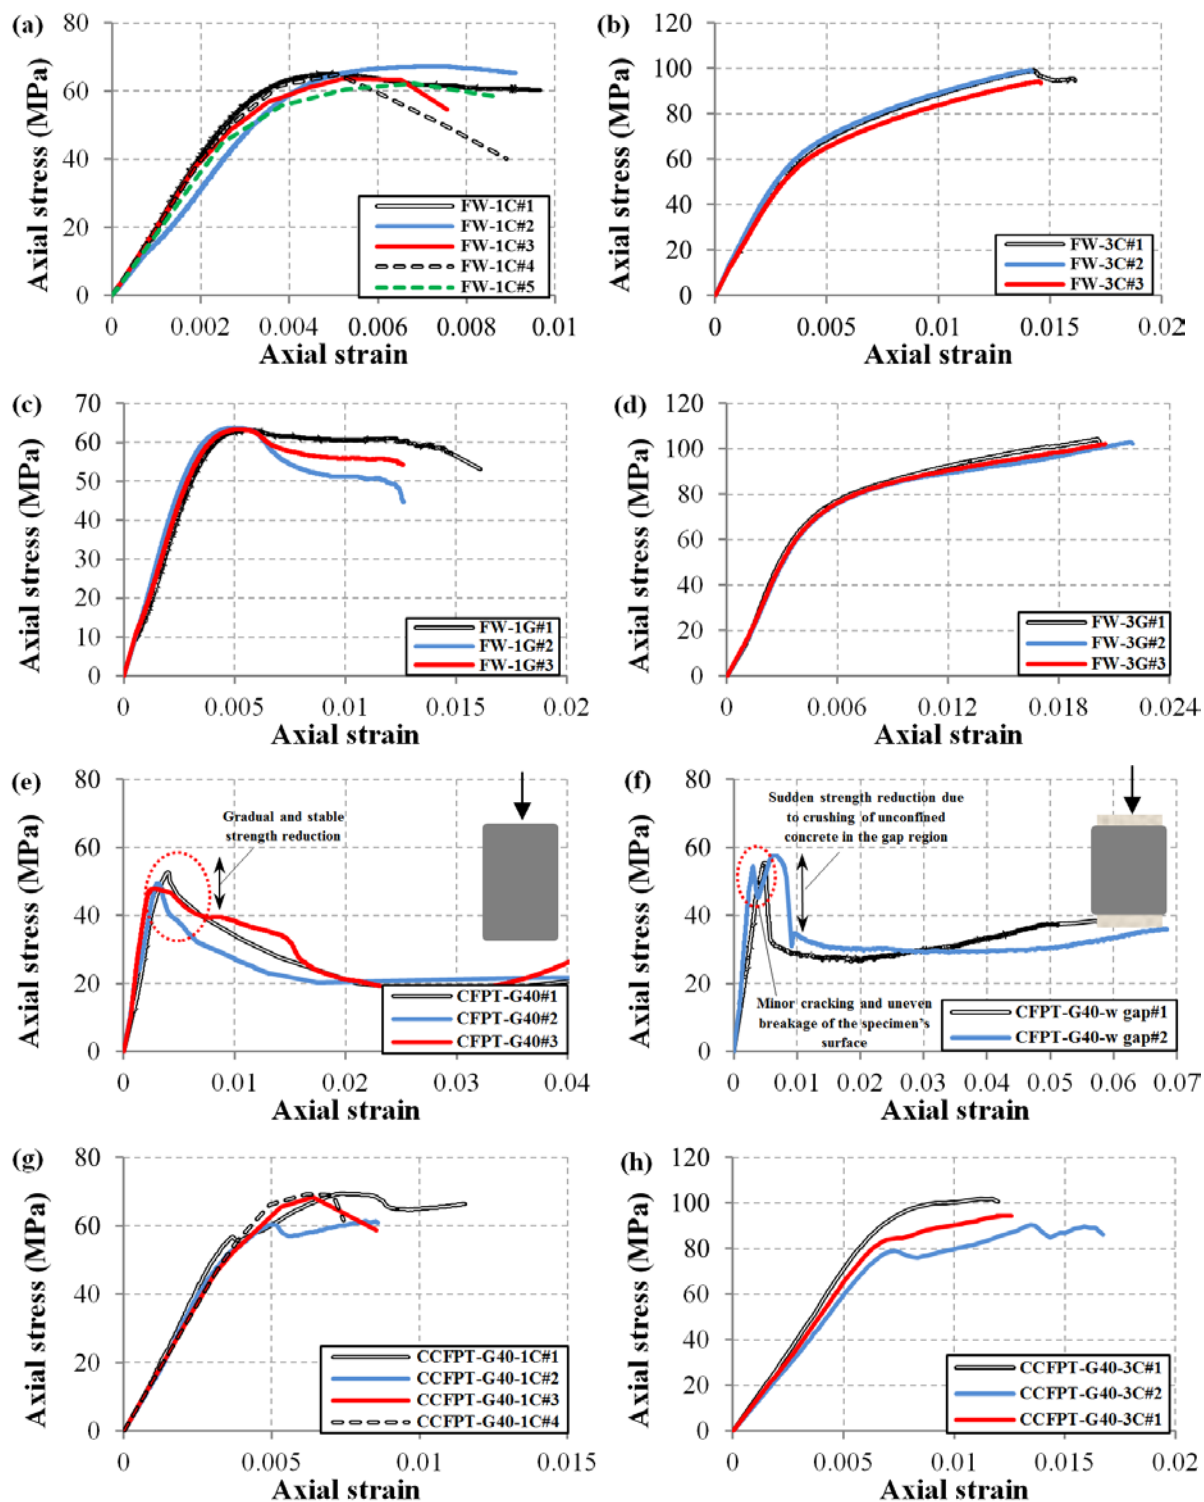 (a)
80
60
40
20
0
Axial stress (MPa)
FW-1C#1
FW-1C#2
FW-1C#3
FW-1C#4
FW-1C#5
0 0.002 0.004 0.006 0.008 0.01
Axial strain
(b)
120
100
80
60
40
20
0
Axial stress (MPa)
FW-3C#1
FW-3C#2
FW-3C#3
0 0.005 0.01 0.015 0.02
Axial strain
(c)
70
60
50
40
30
20
10
0
Axial stress (MPa)
FW-1G#1
FW-1G#2
FW-1G#3
0 0.005 0.01 0.015 0.02
Axial strain
(d)
120
100
80
60
40
20
0
Axial stress (MPa)
FW-3G#1
FW-3G#2
FW-3G#3
0 0.006 0.012 0.018 0.024
Axial strain
(e)
80
60
40
20
0
Axial stress (MPa)
Gradual and stable
strength reduction
CFPT-G40#1
CFPT-G40#2
CFPT-G40#3
0 0.01 0.02 0.03 0.04
Axial strain
(f)
80
60
40
20
0
Axial stress (MPa)
Sudden strength reduction due
to crushing of unconfined
concrete in the gap region
Minor cracking and uneven
breakage of the specimen's
surface
CFPT-G40-w gap#1
CFPT-G40-w gap#2
0 0.01 0.02 0.03 0.04 0.05 0.06 0.07
Axial strain
(g)
80
60
40
20
0
Axial stress (MPa)
CCFPT-G40-1C#1
CCFPT-G40-1C#2
CCFPT-G40-1C#3
CCFPT-G40-1C#4
0 0.005 0.01 0.015
Axial strain
(h)
120
100
80
60
40
20
0
Axial stress (MPa)
CCFPT-G40-3C#1
CCFPT-G40-3C#2
CCFPT-G40-3C#1
0 0.005 0.01 0.015 0.02
Axial strain